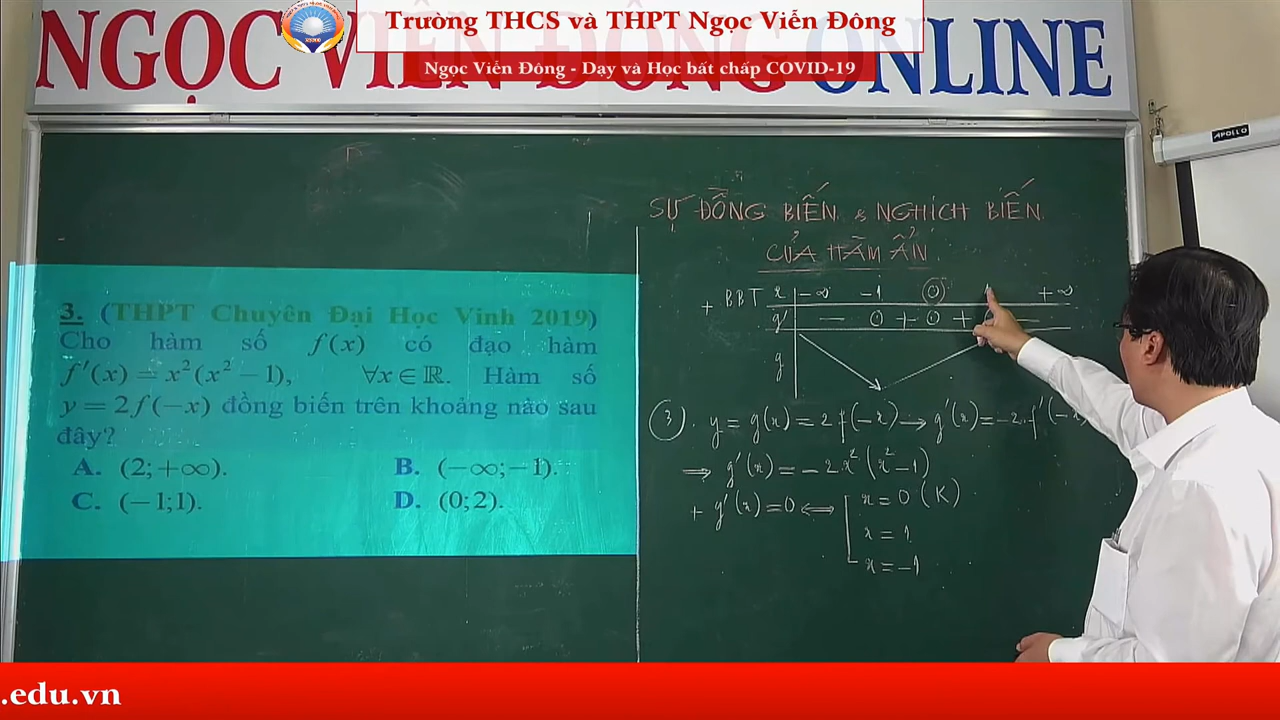 Trường THCS và THPT Ngọc Viễn Đông
NGỌC VIỄN ĐÔNG ONLINE
Ngọc Viễn Đông - Dạy và Học bất chấp COVID-19
APOLLO
SỰ ĐỒNG BIẾN & NGHỊCH BIẾN
CỦA HÀM ẨN.
3. (THPT Chuyên Đại Học Vinh 2019)
Cho hàm số f(x) có đạo hàm
f'(x) = x²(x² − 1), ∀x ∈ ℝ. Hàm số
y = 2f(−x) đồng biến trên khoảng nào sau
đây?
A. (2;+∞). B. (−∞;−1).
C. (−1;1). D. (0;2).
+ BBT x −∞ −1 0 +∞
g' − 0 + 0 + −
g
③. y = g(x) = 2f(−x) → g'(x) = −2.f'(−x)
⇒ g'(x) = −2x²(x²−1)
+ g'(x) = 0 ⟺ x = 0 (K)
x = 1
x = −1
.edu.vn